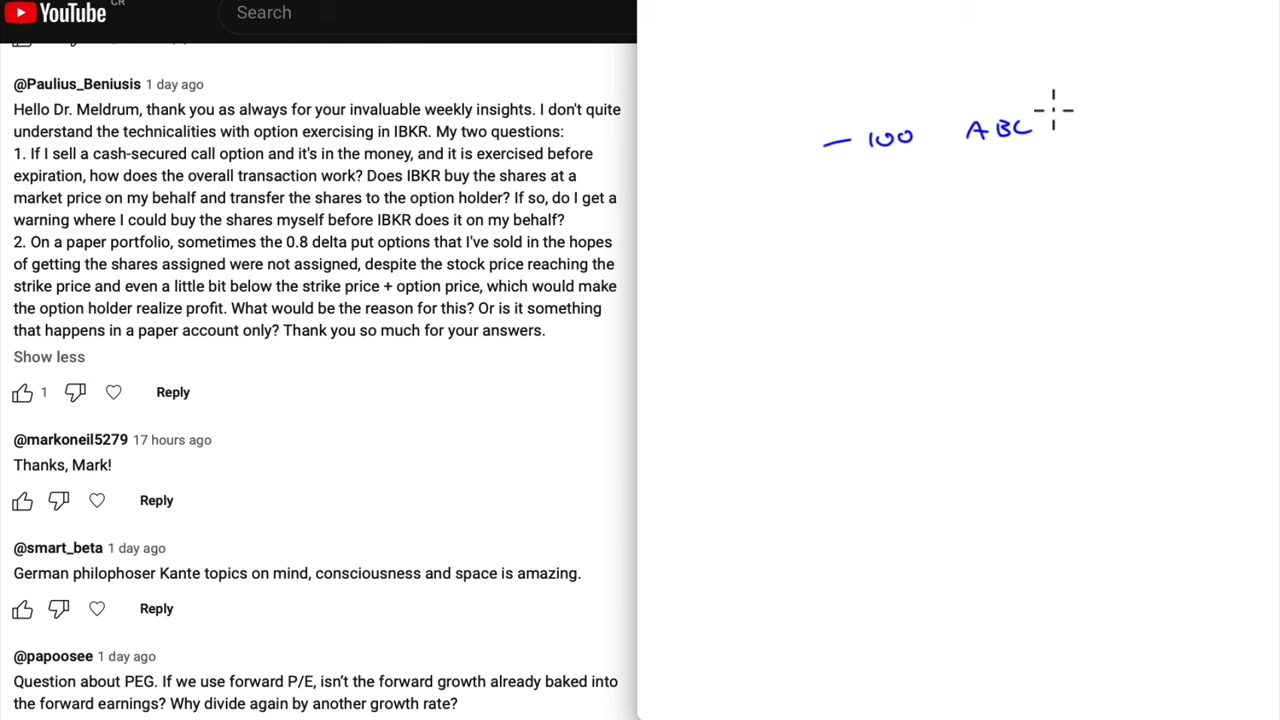 YouTube CR
Search
@Paulius_Beniusis 1 day ago
Hello Dr. Meldrum, thank you as always for your invaluable weekly insights. I don't quite
understand the technicalities with option exercising in IBKR. My two questions:
1. If I sell a cash-secured call option and it's in the money, and it is exercised before
expiration, how does the overall transaction work? Does IBKR buy the shares at a
market price on my behalf and transfer the shares to the option holder? If so, do I get a
warning where I could buy the shares myself before IBKR does it on my behalf?
2. On a paper portfolio, sometimes the 0.8 delta put options that I've sold in the hopes
of getting the shares assigned were not assigned, despite the stock price reaching the
strike price and even a little bit below the strike price + option price, which would make
the option holder realize profit. What would be the reason for this? Or is it something
that happens in a paper account only? Thank you so much for your answers.
Show less
1 Reply
@markoneil5279 17 hours ago
Thanks, Mark!
Reply
@smart_beta 1 day ago
German philophoser Kante topics on mind, consciousness and space is amazing.
Reply
@papoosee 1 day ago
Question about PEG. If we use forward P/E, isn't the forward growth already baked into
the forward earnings? Why divide again by another growth rate?
— 100 ABC